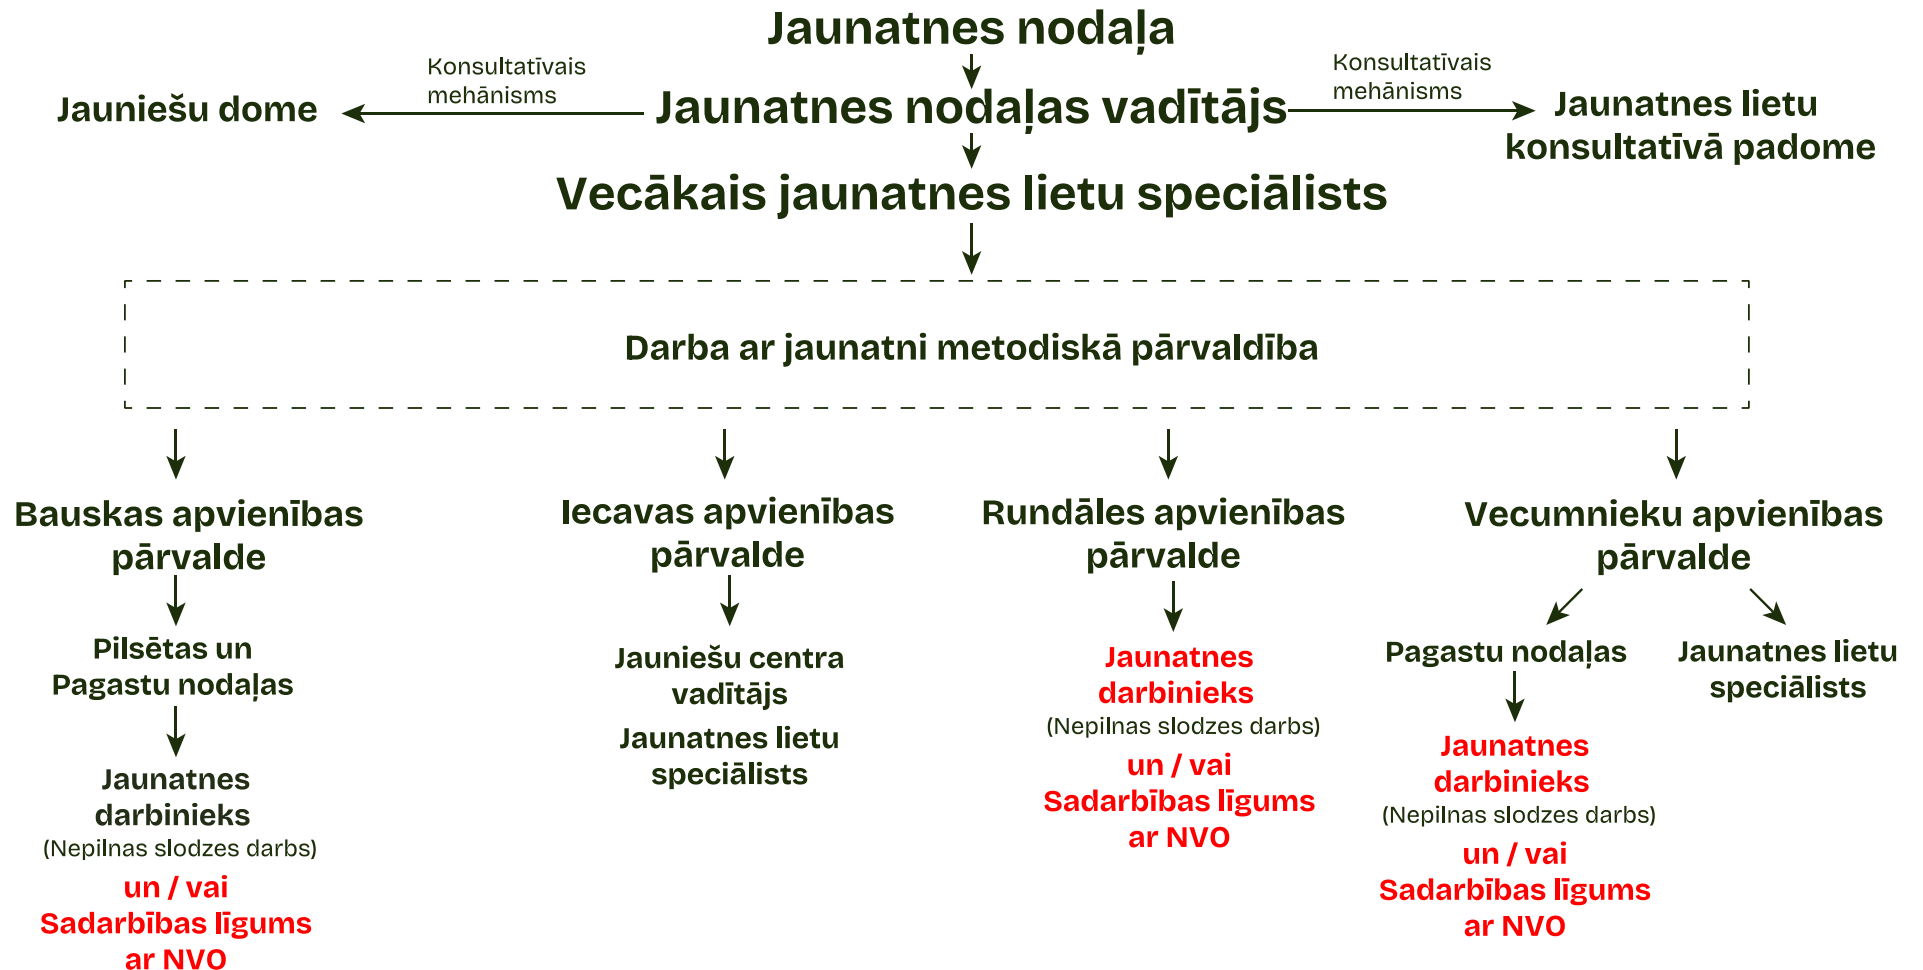 Jaunatnes nodaļa
Konsultatīvais
mehānisms
Konsultatīvais
mehānisms
Jauniešu dome
Jaunatnes nodaļas vadītājs
Jaunatnes lietu
konsultatīvā padome
Vecākais jaunatnes lietu speciālists
Darba ar jaunatni metodiskā pārvaldība
Bauskas apvienības
pārvalde
Pilsētas un
Pagastu nodaļas
Jaunatnes
darbinieks
(Nepilnas slodzes darbs)
un / vai
Sadarbības līgums
ar NVO
Iecavas apvienības
pārvalde
Jauniešu centra
vadītājs
Jaunatnes lietu
speciālists
Rundāles apvienības
pārvalde
Jaunatnes
darbinieks
(Nepilnas slodzes darbs)
un / vai
Sadarbības līgums
ar NVO
Vecumnieku apvienības
pārvalde
Pagastu nodaļas
Jaunatnes
darbinieks
(Nepilnas slodzes darbs)
un / vai
Sadarbības līgums
ar NVO
Jaunatnes lietu
speciālists